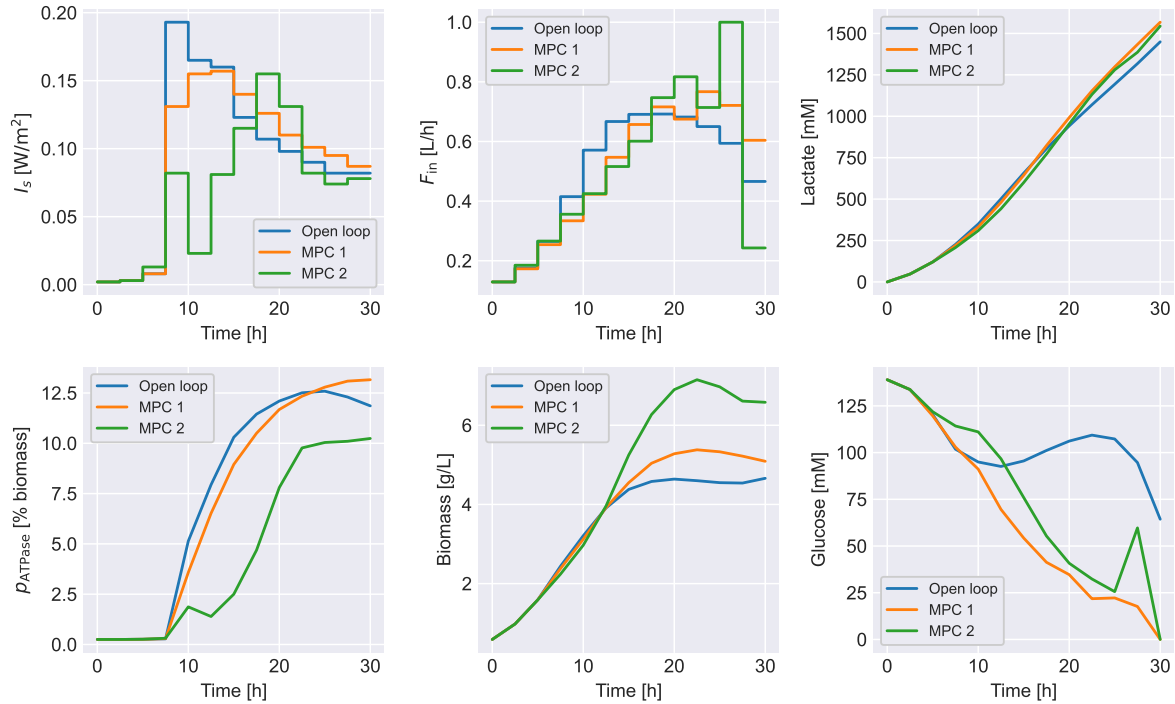 I_s [W/m²]
0.20
0.15
0.10
0.05
0.00
Open loop
MPC 1
MPC 2
0 10 20 30
Time [h]
F_in [L/h]
1.0
0.8
0.6
0.4
0.2
Open loop
MPC 1
MPC 2
0 10 20 30
Time [h]
Lactate [mM]
1500
1250
1000
750
500
250
0
Open loop
MPC 1
MPC 2
0 10 20 30
Time [h]
p_ATPase [% biomass]
12.5
10.0
7.5
5.0
2.5
0.0
Open loop
MPC 1
MPC 2
0 10 20 30
Time [h]
Biomass [g/L]
6
4
2
Open loop
MPC 1
MPC 2
0 10 20 30
Time [h]
Glucose [mM]
125
100
75
50
25
0
Open loop
MPC 1
MPC 2
0 10 20 30
Time [h]